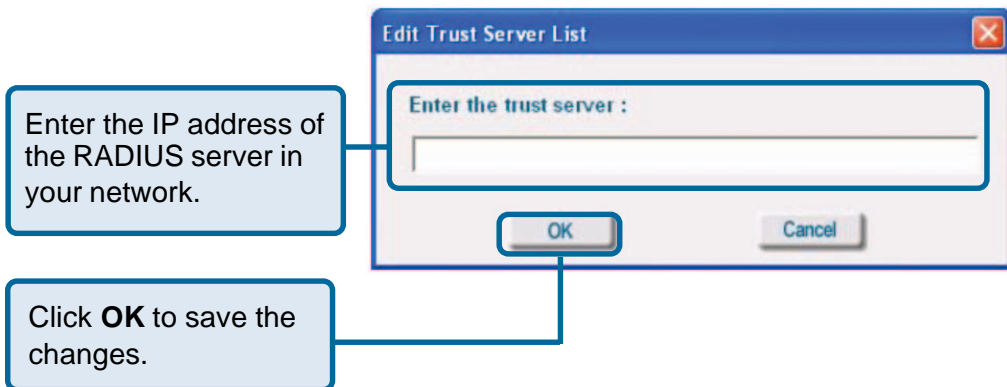 Edit Trust Server List
Enter the trust server :
Enter the IP address of
the RADIUS server in
your network.
OK
Cancel
Click OK to save the
changes.